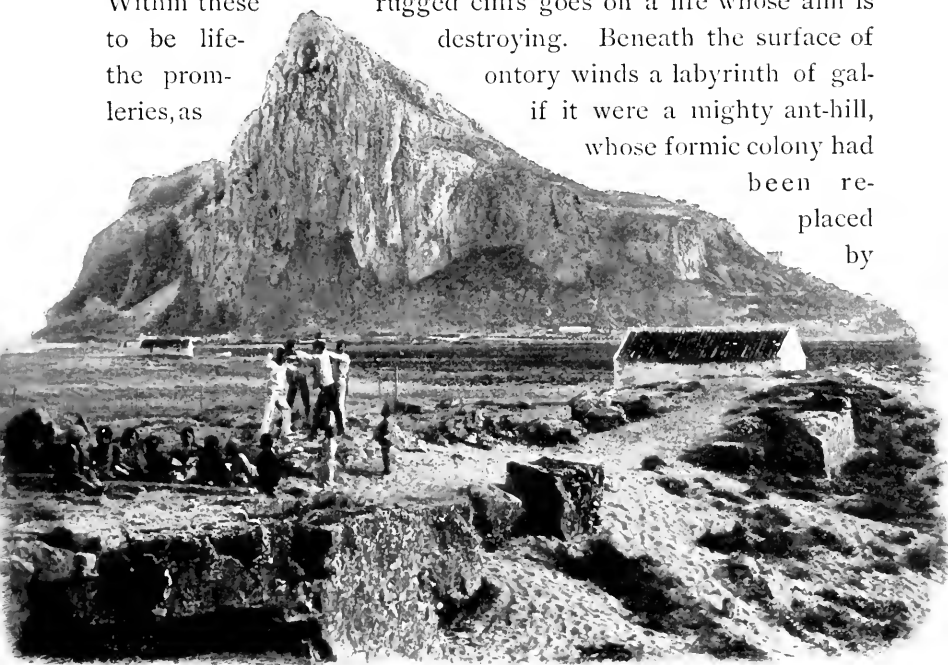 Within these rugged cliffs goes on a life whose aim is
to be life- destroying. Beneath the surface of
the prom- ontory winds a labyrinth of gal-
leries, as if it were a mighty ant-hill,
whose formic colony had
been re-
placed
by